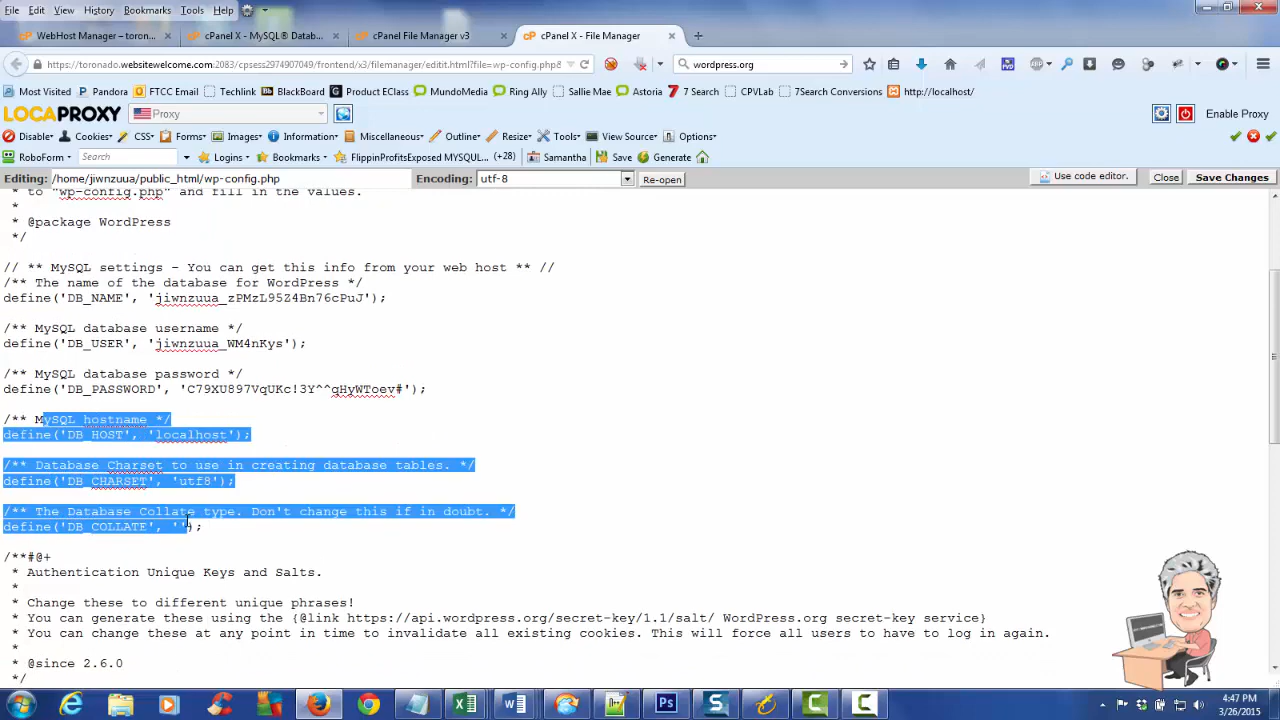 File Edit View History Bookmarks Tools Help
WebHost Manager – toron... × cPanel X - MySQL® Datab... × cPanel File Manager v3 × cPanel X - File Manager × +
https://toronado.websitewelcome.com:2083/cpsess2974907049/frontend/x3/filemanager/editit.html?file=wp-config.php& wordpress.org
Most Visited Pandora FTCC Email Techlink BlackBoard Product EClass MundoMedia Ring Ally Sallie Mae Astoria 7 Search CPVLab 7Search Conversions http://localhost/
LOCAPROXY Proxy Enable Proxy
Disable Cookies CSS Forms Images Information Miscellaneous Outline Resize Tools View Source Options
RoboForm Search Logins Bookmarks FlippinProfitsExposed MYSQL... (+28) Samantha Save Generate
Editing: /home/jiwnzuua/public_html/wp-config.php Encoding: utf-8 Re-open Use code editor. Close Save Changes
* to "wp-config.php" and fill in the values.
*
* @package WordPress
*/
// ** MySQL settings - You can get this info from your web host ** //
/** The name of the database for WordPress */
define('DB_NAME', 'jiwnzuua_zPMzL95Z4Bn76cPuJ');
/** MySQL database username */
define('DB_USER', 'jiwnzuua_WM4nKys');
/** MySQL database password */
define('DB_PASSWORD', 'C79XU897VqUKc!3Y^^gHyWToev#');
/** MySQL hostname */
define('DB_HOST', 'localhost');
/** Database Charset to use in creating database tables. */
define('DB_CHARSET', 'utf8');
/** The Database Collate type. Don't change this if in doubt. */
define('DB_COLLATE', '');
/**#@+
* Authentication Unique Keys and Salts.
*
* Change these to different unique phrases!
* You can generate these using the {@link https://api.wordpress.org/secret-key/1.1/salt/ WordPress.org secret-key service}
* You can change these at any point in time to invalidate all existing cookies. This will force all users to have to log in again.
*
* @since 2.6.0
*/
4:47 PM
3/26/2015